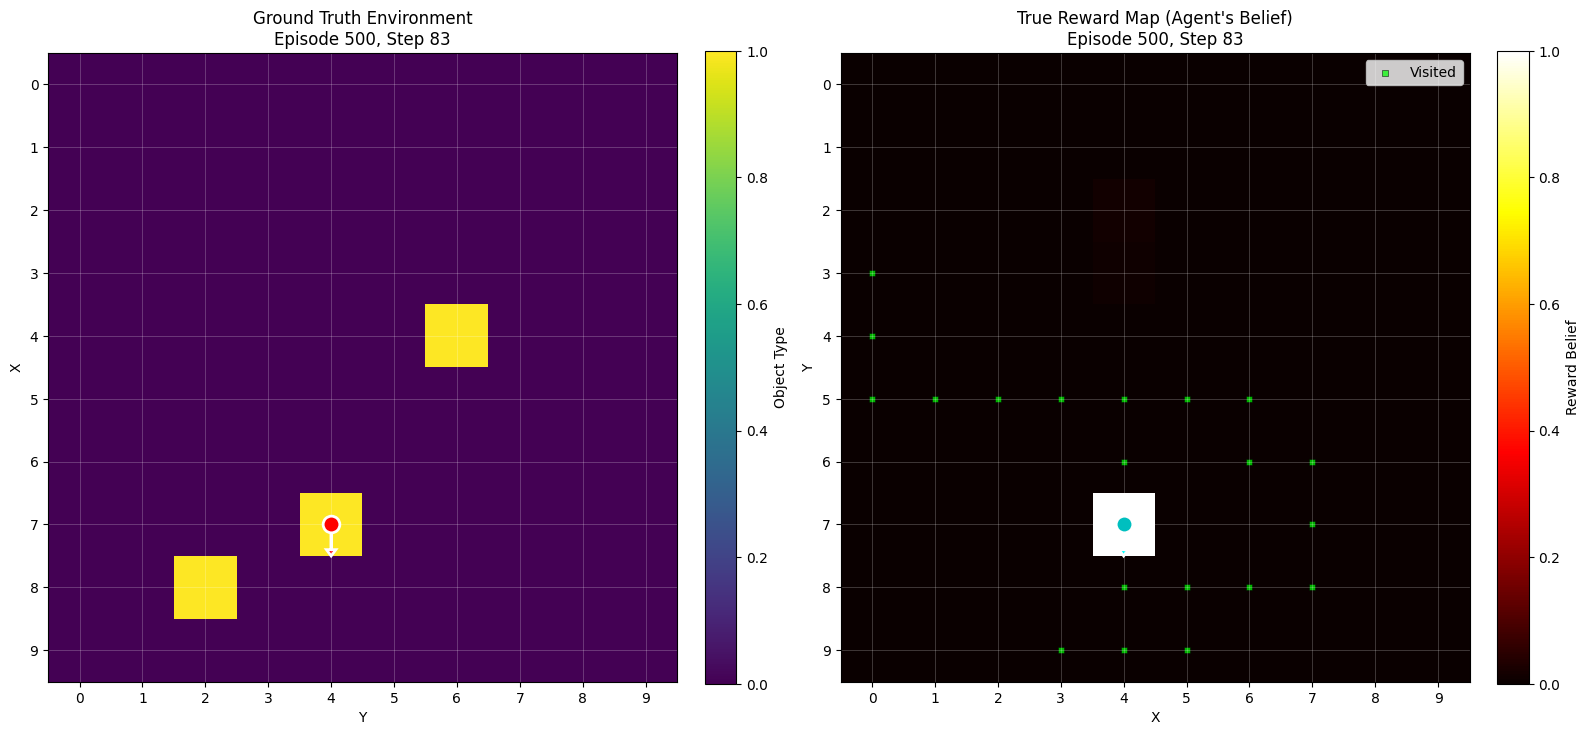 Ground Truth Environment
Episode 500, Step 83
0
1
2
3
4
5
6
7
8
9
X
0 1 2 3 4 5 6 7 8 9
Y
1.0
0.8
0.6
0.4
0.2
0.0
Object Type
True Reward Map (Agent's Belief)
Episode 500, Step 83
Visited
0
1
2
3
4
5
6
7
8
9
Y
0 1 2 3 4 5 6 7 8 9
X
1.0
0.8
0.6
0.4
0.2
0.0
Reward Belief